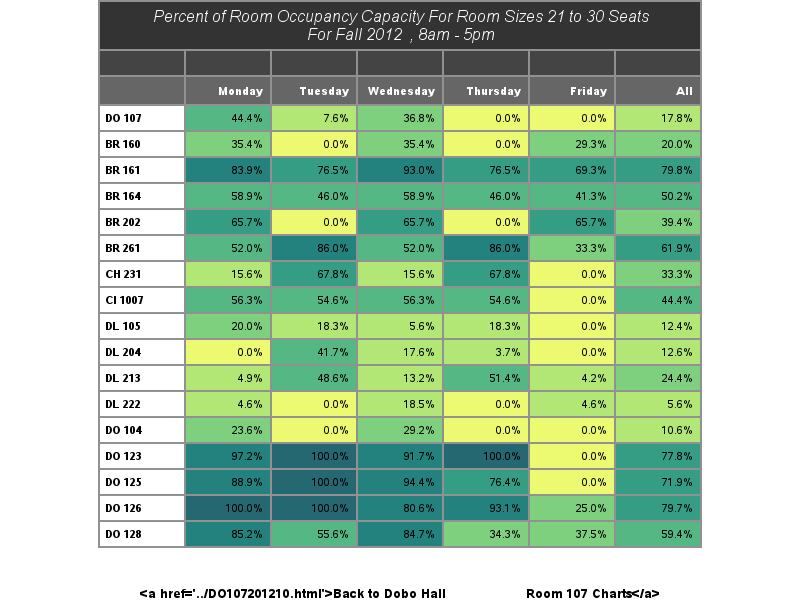 Percent of Room Occupancy Capacity For Room Sizes 21 to 30 Seats
For Fall 2012 , 8am - 5pm
Monday Tuesday Wednesday Thursday Friday All
DO 107 44.4% 7.6% 36.8% 0.0% 0.0% 17.8%
BR 160 35.4% 0.0% 35.4% 0.0% 29.3% 20.0%
BR 161 83.9% 76.5% 93.0% 76.5% 69.3% 79.8%
BR 164 58.9% 46.0% 58.9% 46.0% 41.3% 50.2%
BR 202 65.7% 0.0% 65.7% 0.0% 65.7% 39.4%
BR 261 52.0% 86.0% 52.0% 86.0% 33.3% 61.9%
CH 231 15.6% 67.8% 15.6% 67.8% 0.0% 33.3%
CI 1007 56.3% 54.6% 56.3% 54.6% 0.0% 44.4%
DL 105 20.0% 18.3% 5.6% 18.3% 0.0% 12.4%
DL 204 0.0% 41.7% 17.6% 3.7% 0.0% 12.6%
DL 213 4.9% 48.6% 13.2% 51.4% 4.2% 24.4%
DL 222 4.6% 0.0% 18.5% 0.0% 4.6% 5.6%
DO 104 23.6% 0.0% 29.2% 0.0% 0.0% 10.6%
DO 123 97.2% 100.0% 91.7% 100.0% 0.0% 77.8%
DO 125 88.9% 100.0% 94.4% 76.4% 0.0% 71.9%
DO 126 100.0% 100.0% 80.6% 93.1% 25.0% 79.7%
DO 128 85.2% 55.6% 84.7% 34.3% 37.5% 59.4%
<a href='../DO107201210.html'>Back to Dobo Hall Room 107 Charts</a>